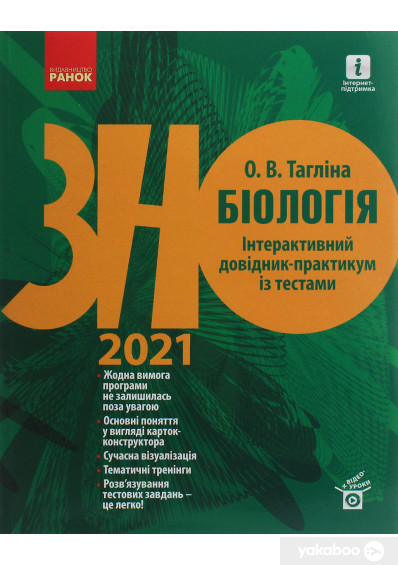 ВИДАВНИЦТВО
РАНОК
Інтернет-
підтримка
ЗНО
О. В. Тагліна
БІОЛОГІЯ
Інтерактивний
довідник-практикум
із тестами
2021
• Жодна вимога
програми
не залишилась
поза увагою
• Основні поняття
у вигляді карток-
конструктора
• Сучасна візуалізація
• Тематичні тренінги
• Розв'язування
тестових завдань –
це легко!
+ ВІДЕО-
УРОКИ
yakaboo